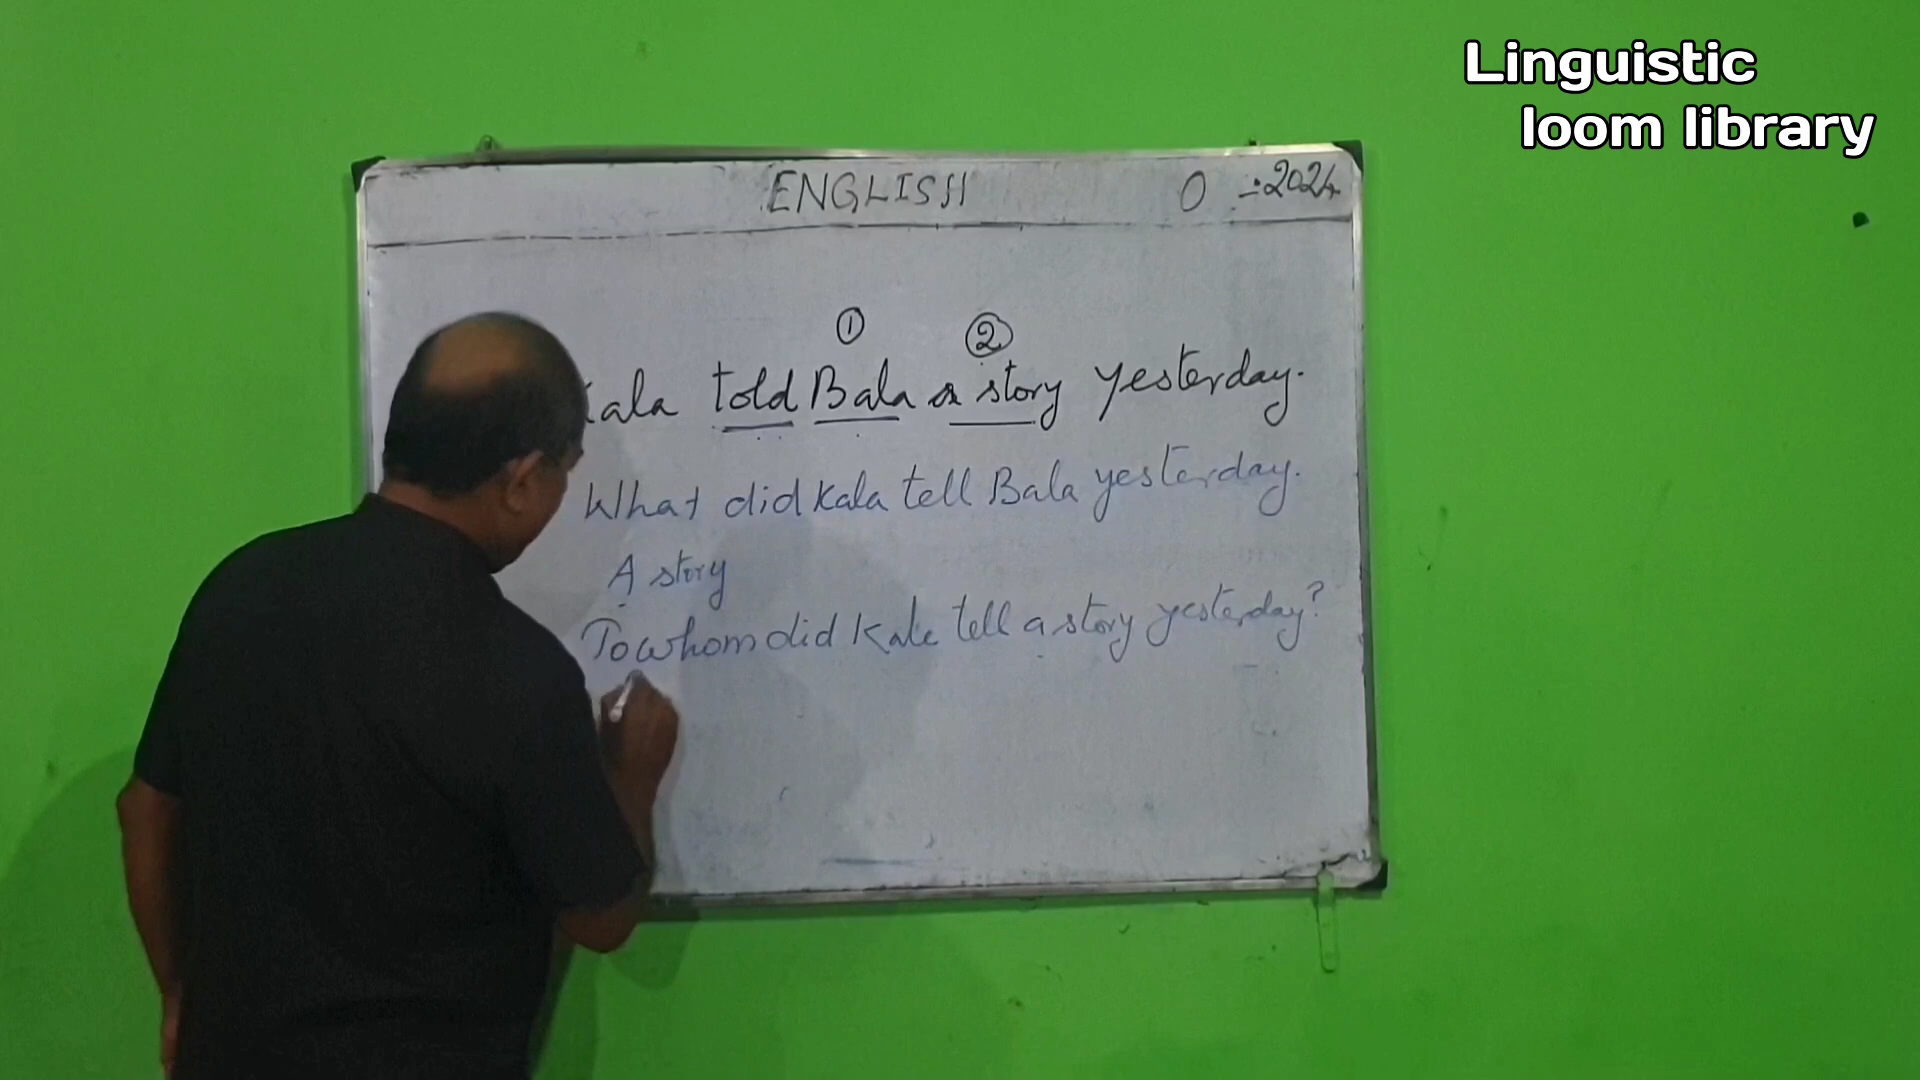 Linguistic
loom library
ENGLISH 0 -:2024
① ②
Kala told Bala a story yesterday.
What did Kala tell Bala yesterday.
A story
To whom did Kala tell a story yesterday?